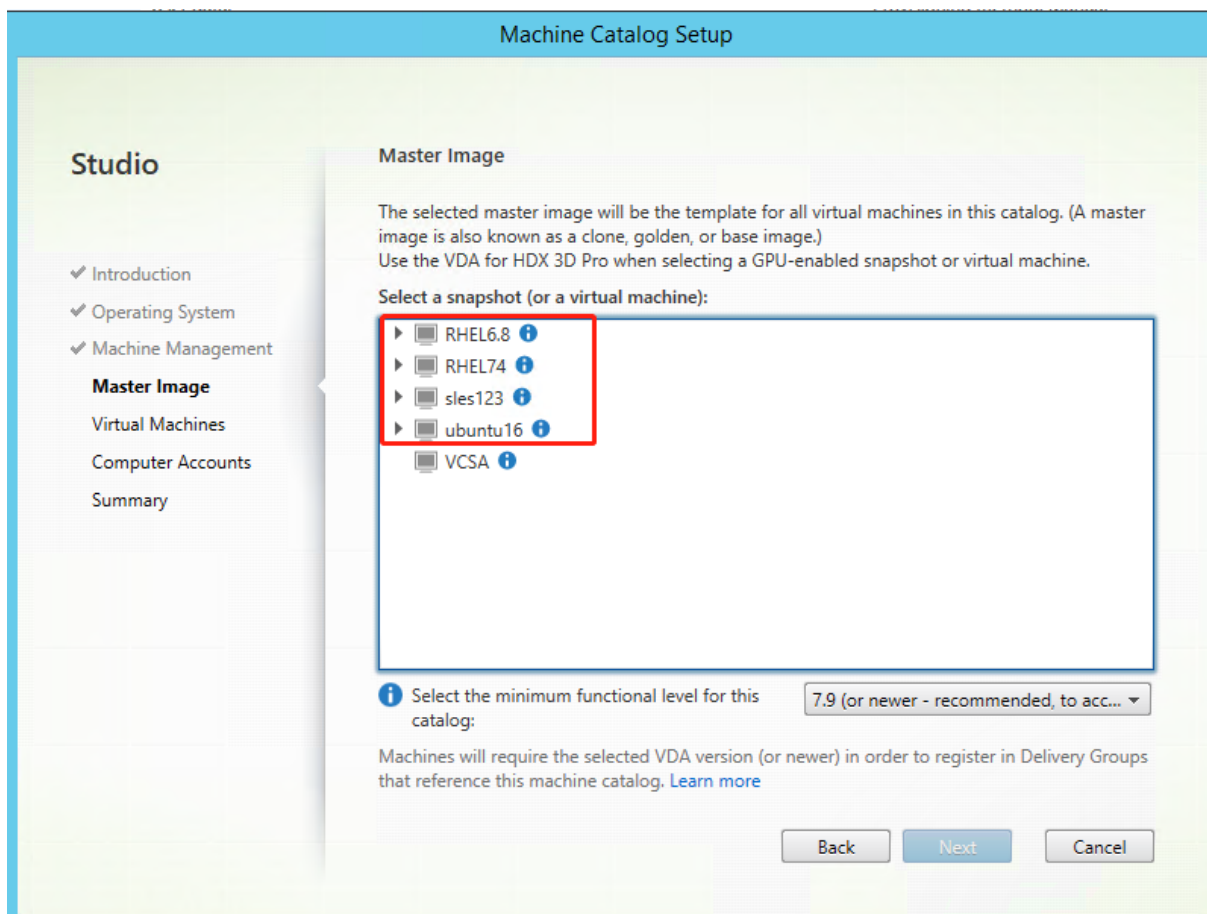 Machine Catalog Setup
Studio
Introduction
Operating System
Machine Management
Master Image
Virtual Machines
Computer Accounts
Summary
Master Image
The selected master image will be the template for all virtual machines in this catalog. (A master
image is also known as a clone, golden, or base image.)
Use the VDA for HDX 3D Pro when selecting a GPU-enabled snapshot or virtual machine.
Select a snapshot (or a virtual machine):
RHEL6.8
RHEL74
sles123
ubuntu16
VCSA
Select the minimum functional level for this
catalog:
7.9 (or newer - recommended, to acc...
Machines will require the selected VDA version (or newer) in order to register in Delivery Groups
that reference this machine catalog. Learn more
Back
Next
Cancel